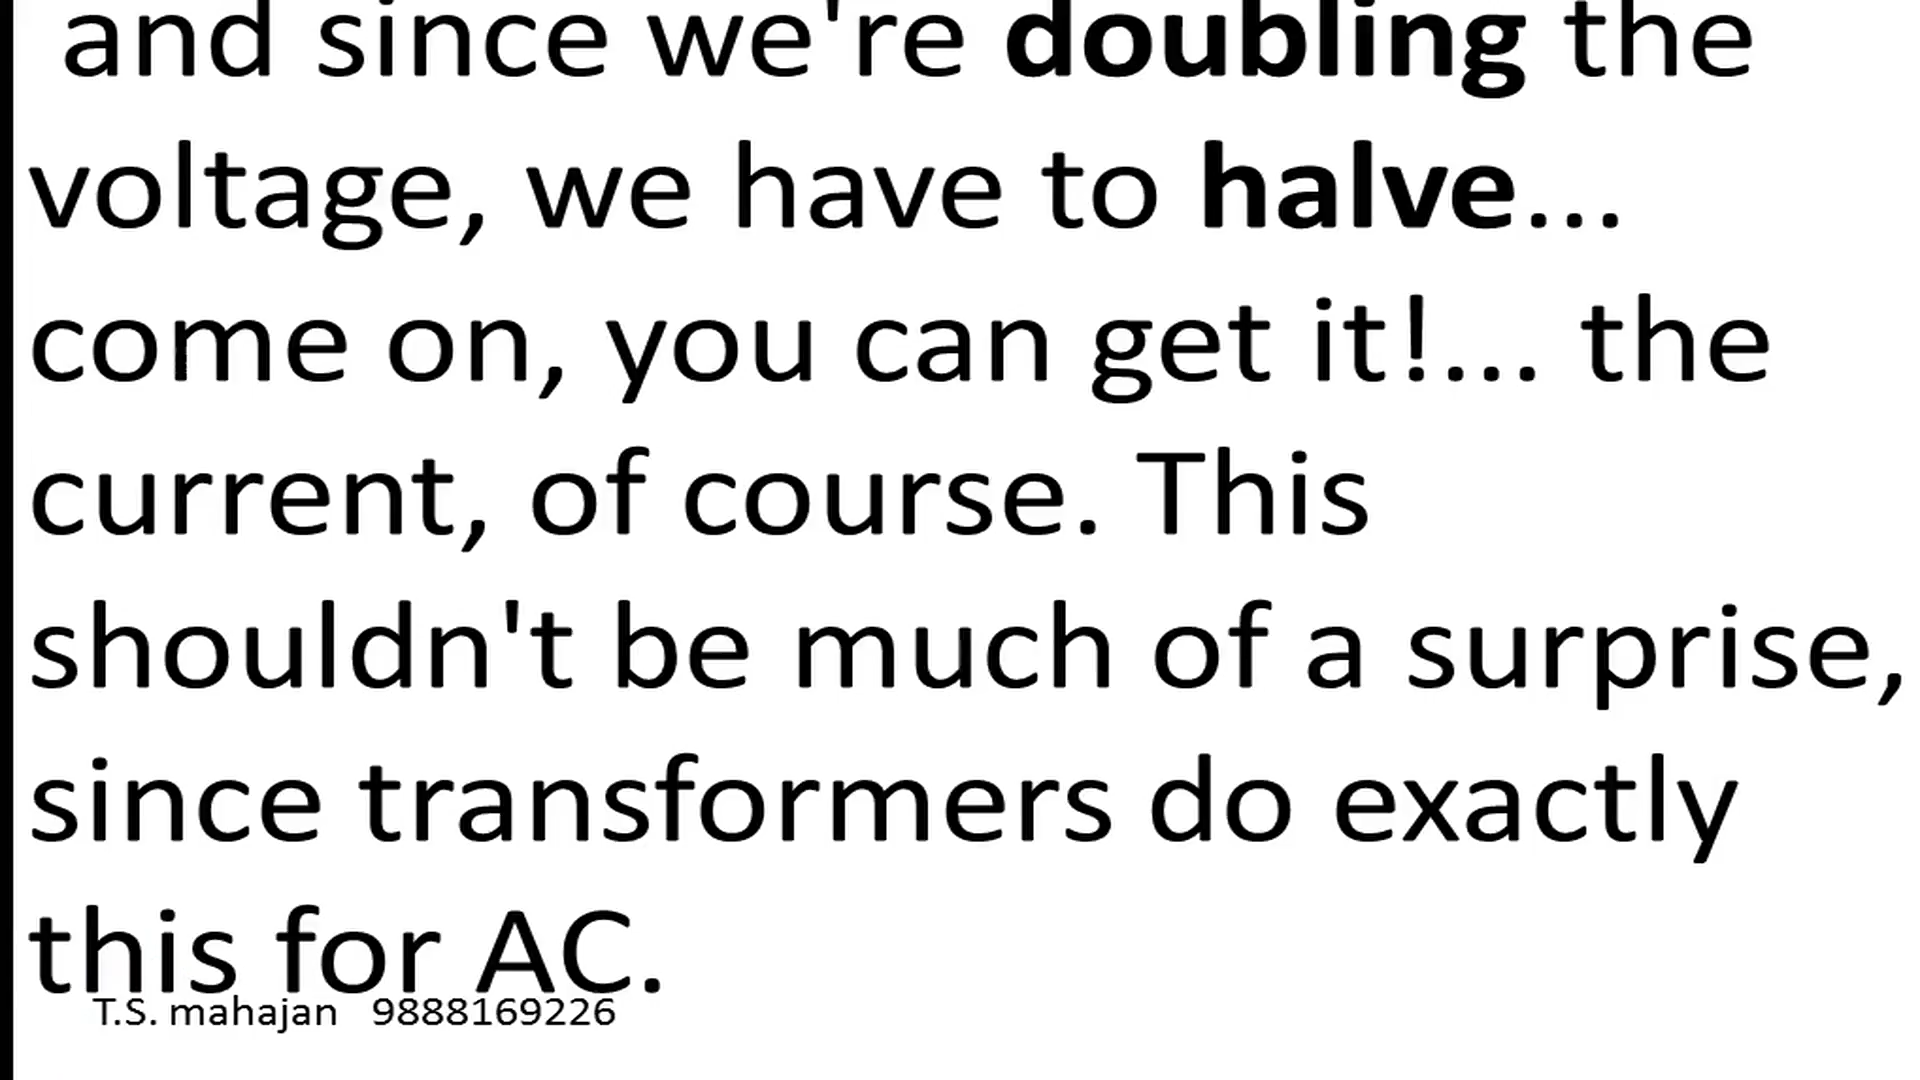 and since we're doubling the
voltage, we have to halve...
come on, you can get it!... the
current, of course. This
shouldn't be much of a surprise,
since transformers do exactly
this for AC.
T.S. mahajan 9888169226